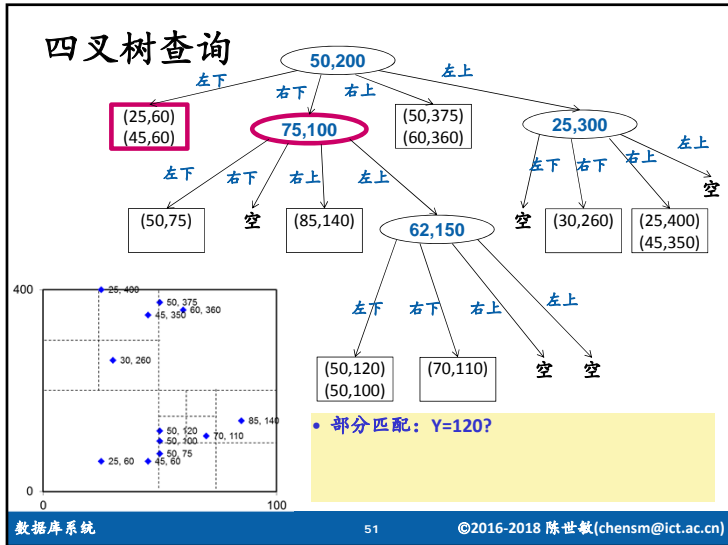 四叉树查询
50,200
左下
右下
右上
左上
(25,60)
(45,60)
75,100
(50,375)
(60,360)
25,300
左下
右下
右上
左上
左下
右下
右上
左上
空
(50,75)
空
(85,140)
62,150
空
(30,260)
(25,400)
(45,350)
左下
右下
右上
左上
(50,120)
(50,100)
(70,110)
空
空
400
25, 400
50, 375
45, 350
60, 360
30, 260
85, 140
50, 120
70, 110
50, 100
50, 75
25, 60
45, 60
0
0
100
• 部分匹配：Y=120?
数据库系统
51
©2016-2018 陈世敏(chensm@ict.ac.cn)